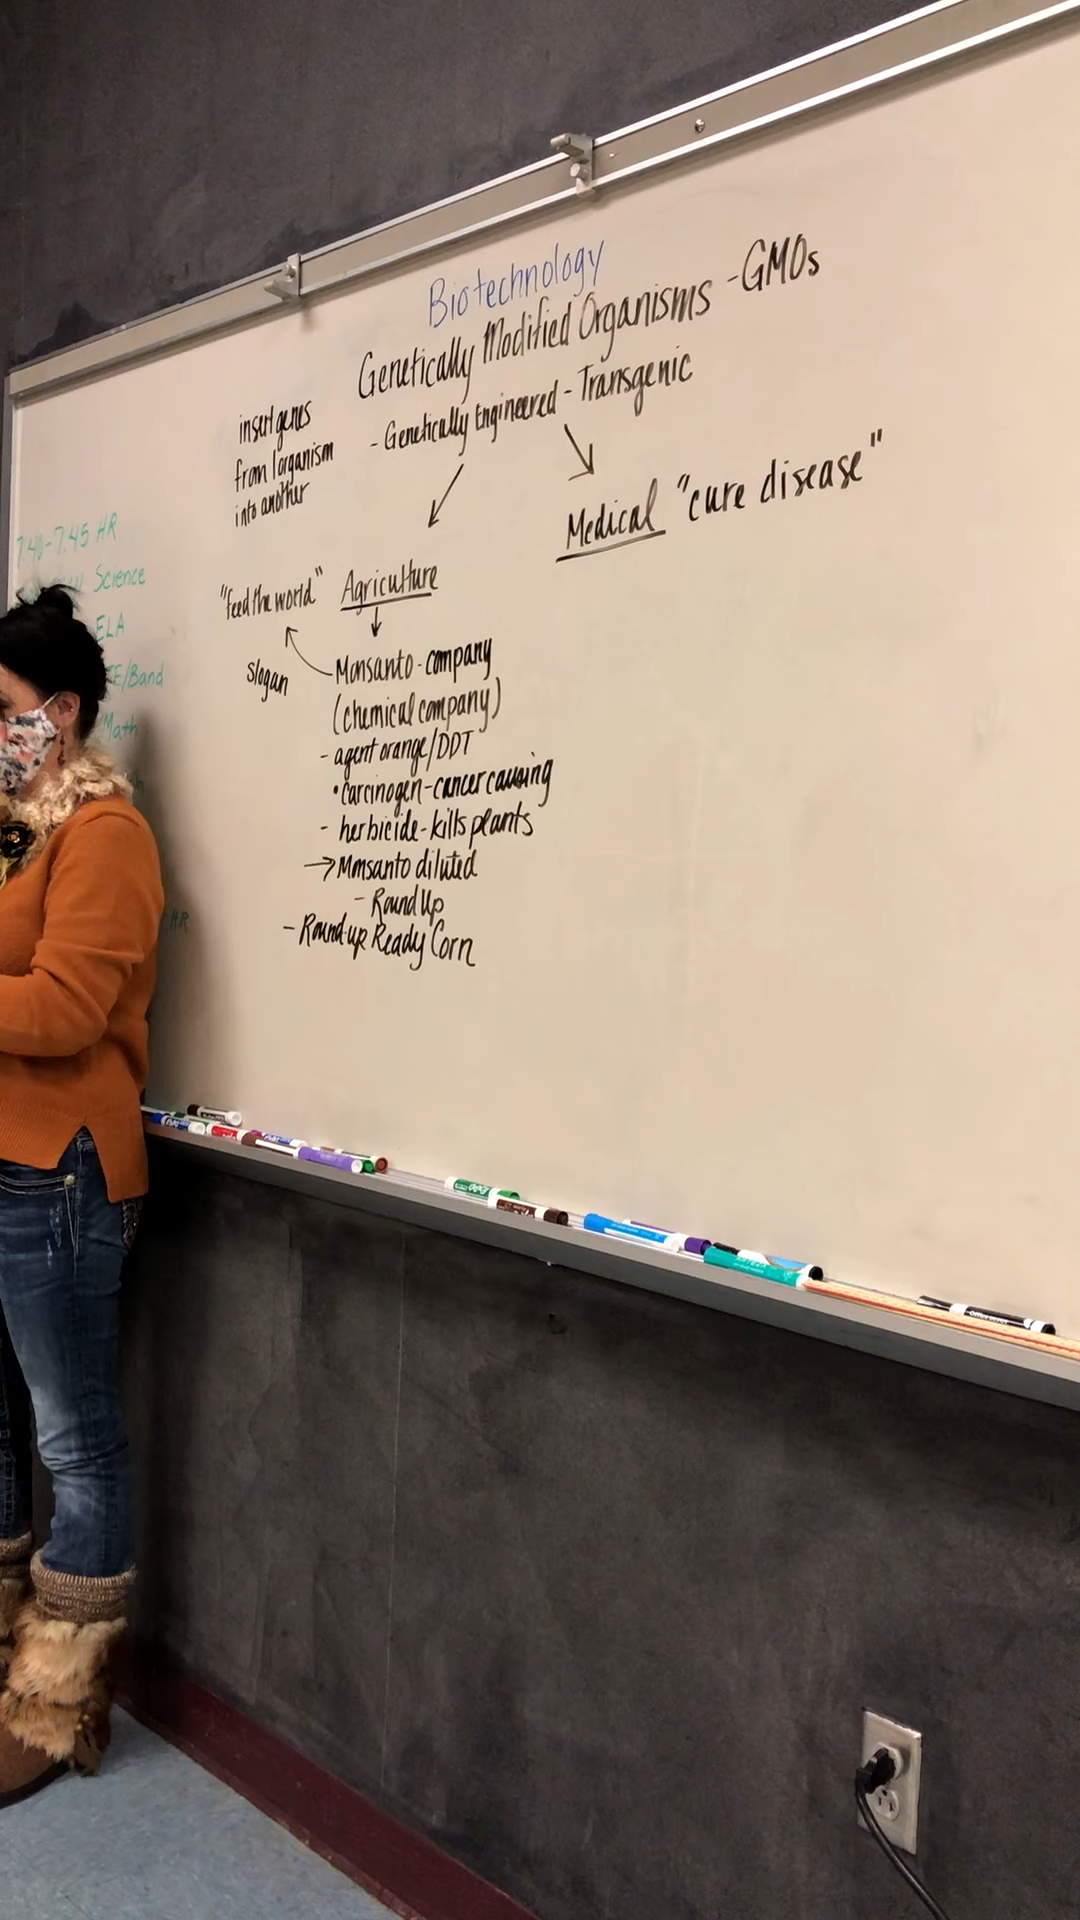 Biotechnology
Genetically Modified Organisms - GMOs
- Genetically Engineered - Transgenic
insert genes
from 1 organism
into another
Medical "cure disease"
"feed the world" Agriculture
slogan
Monsanto - company
(chemical company)
- agent orange/DDT
• carcinogen - cancer causing
- herbicide - kills plants
→ Monsanto diluted
- Round Up
- Round-up Ready Corn
7:40-7:45 HR
Science
ELA
/Band
Math
HR